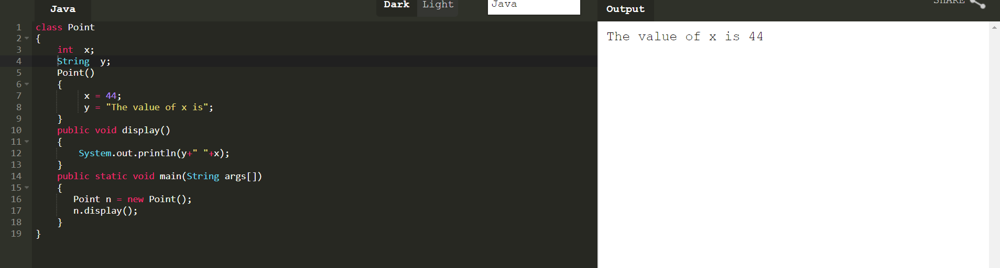 Java
Dark Light
Java
Output
SHARE
1 class Point
2 {
3 int x;
4 String y;
5 Point()
6 {
7 x = 44;
8 y = "The value of x is";
9 }
10 public void display()
11 {
12 System.out.println(y+" "+x);
13 }
14 public static void main(String args[])
15 {
16 Point n = new Point();
17 n.display();
18 }
19 }
The value of x is 44